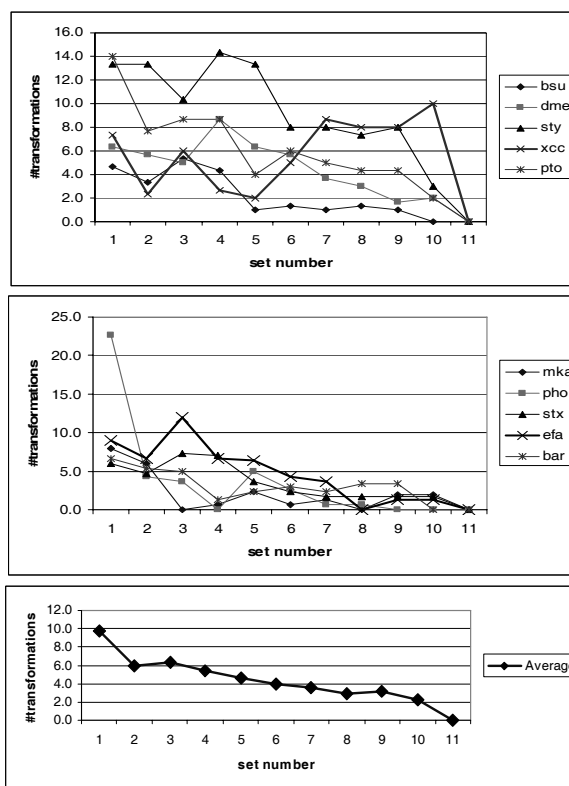 #transformations
16.0
14.0
12.0
10.0
8.0
6.0
4.0
2.0
0.0
1 2 3 4 5 6 7 8 9 10 11
set number
bsu
dme
sty
xcc
pto
#transformations
25.0
20.0
15.0
10.0
5.0
0.0
1 2 3 4 5 6 7 8 9 10 11
set number
mka
pho
stx
efa
bar
#transformations
12.0
10.0
8.0
6.0
4.0
2.0
0.0
1 2 3 4 5 6 7 8 9 10 11
set number
Average